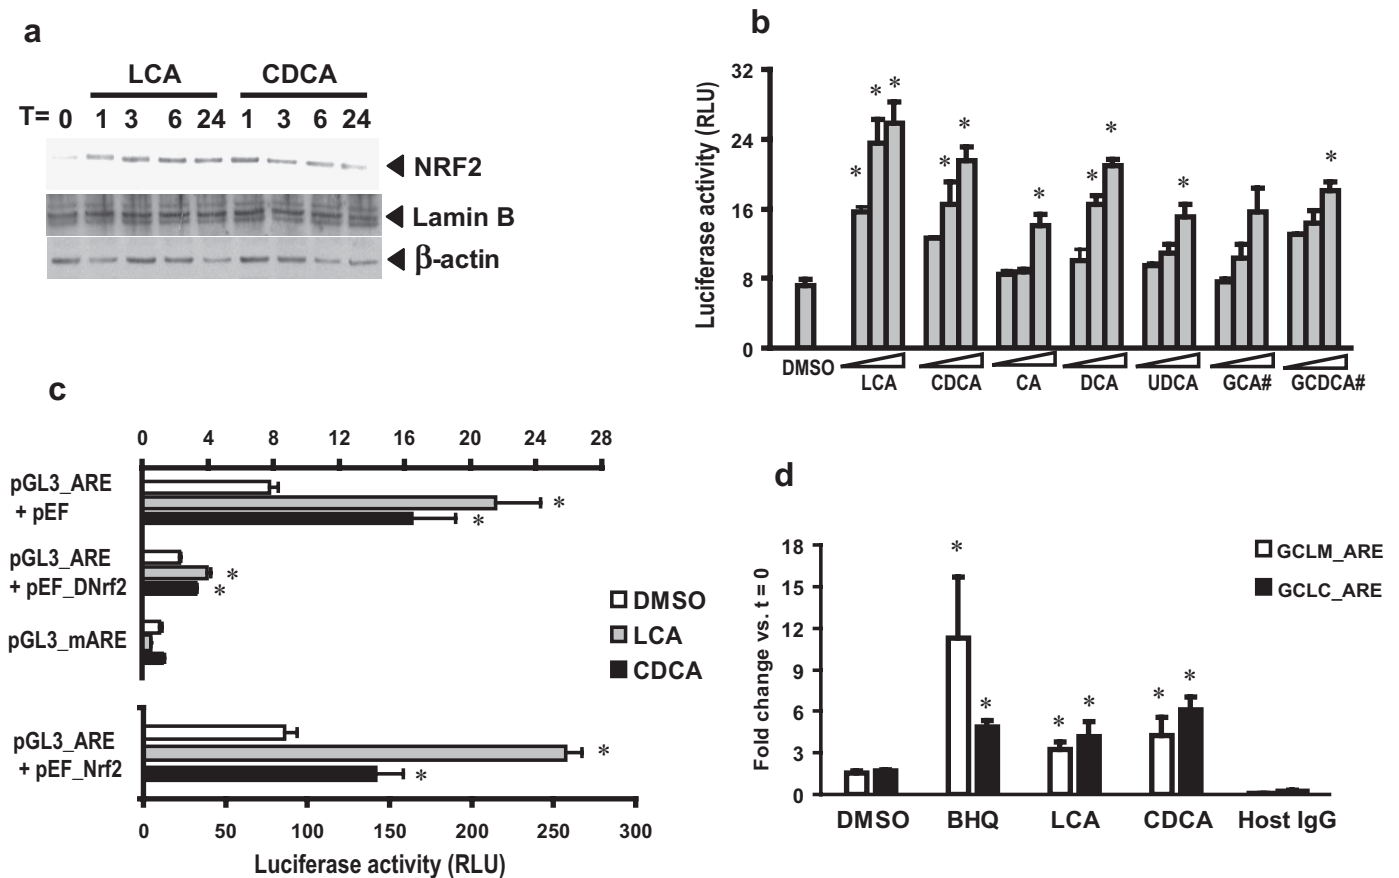 a
LCA CDCA
T= 0 1 3 6 24 1 3 6 24
NRF2
Lamin B
β-actin
b
Luciferase activity (RLU)
32
24
16
8
0
* * * * * * * * * *
DMSO LCA CDCA CA DCA UDCA GCA# GCDCA#
c
0 4 8 12 16 20 24 28
pGL3_ARE
+ pEF
*
*
pGL3_ARE
+ pEF_DNrf2
*
*
pGL3_mARE
DMSO
LCA
CDCA
pGL3_ARE
+ pEF_Nrf2
*
*
0 50 100 150 200 250 300
Luciferase activity (RLU)
d
Fold change vs. t = 0
18
15
12
9
6
3
0
* * * * * *
GCLM_ARE
GCLC_ARE
DMSO BHQ LCA CDCA Host IgG